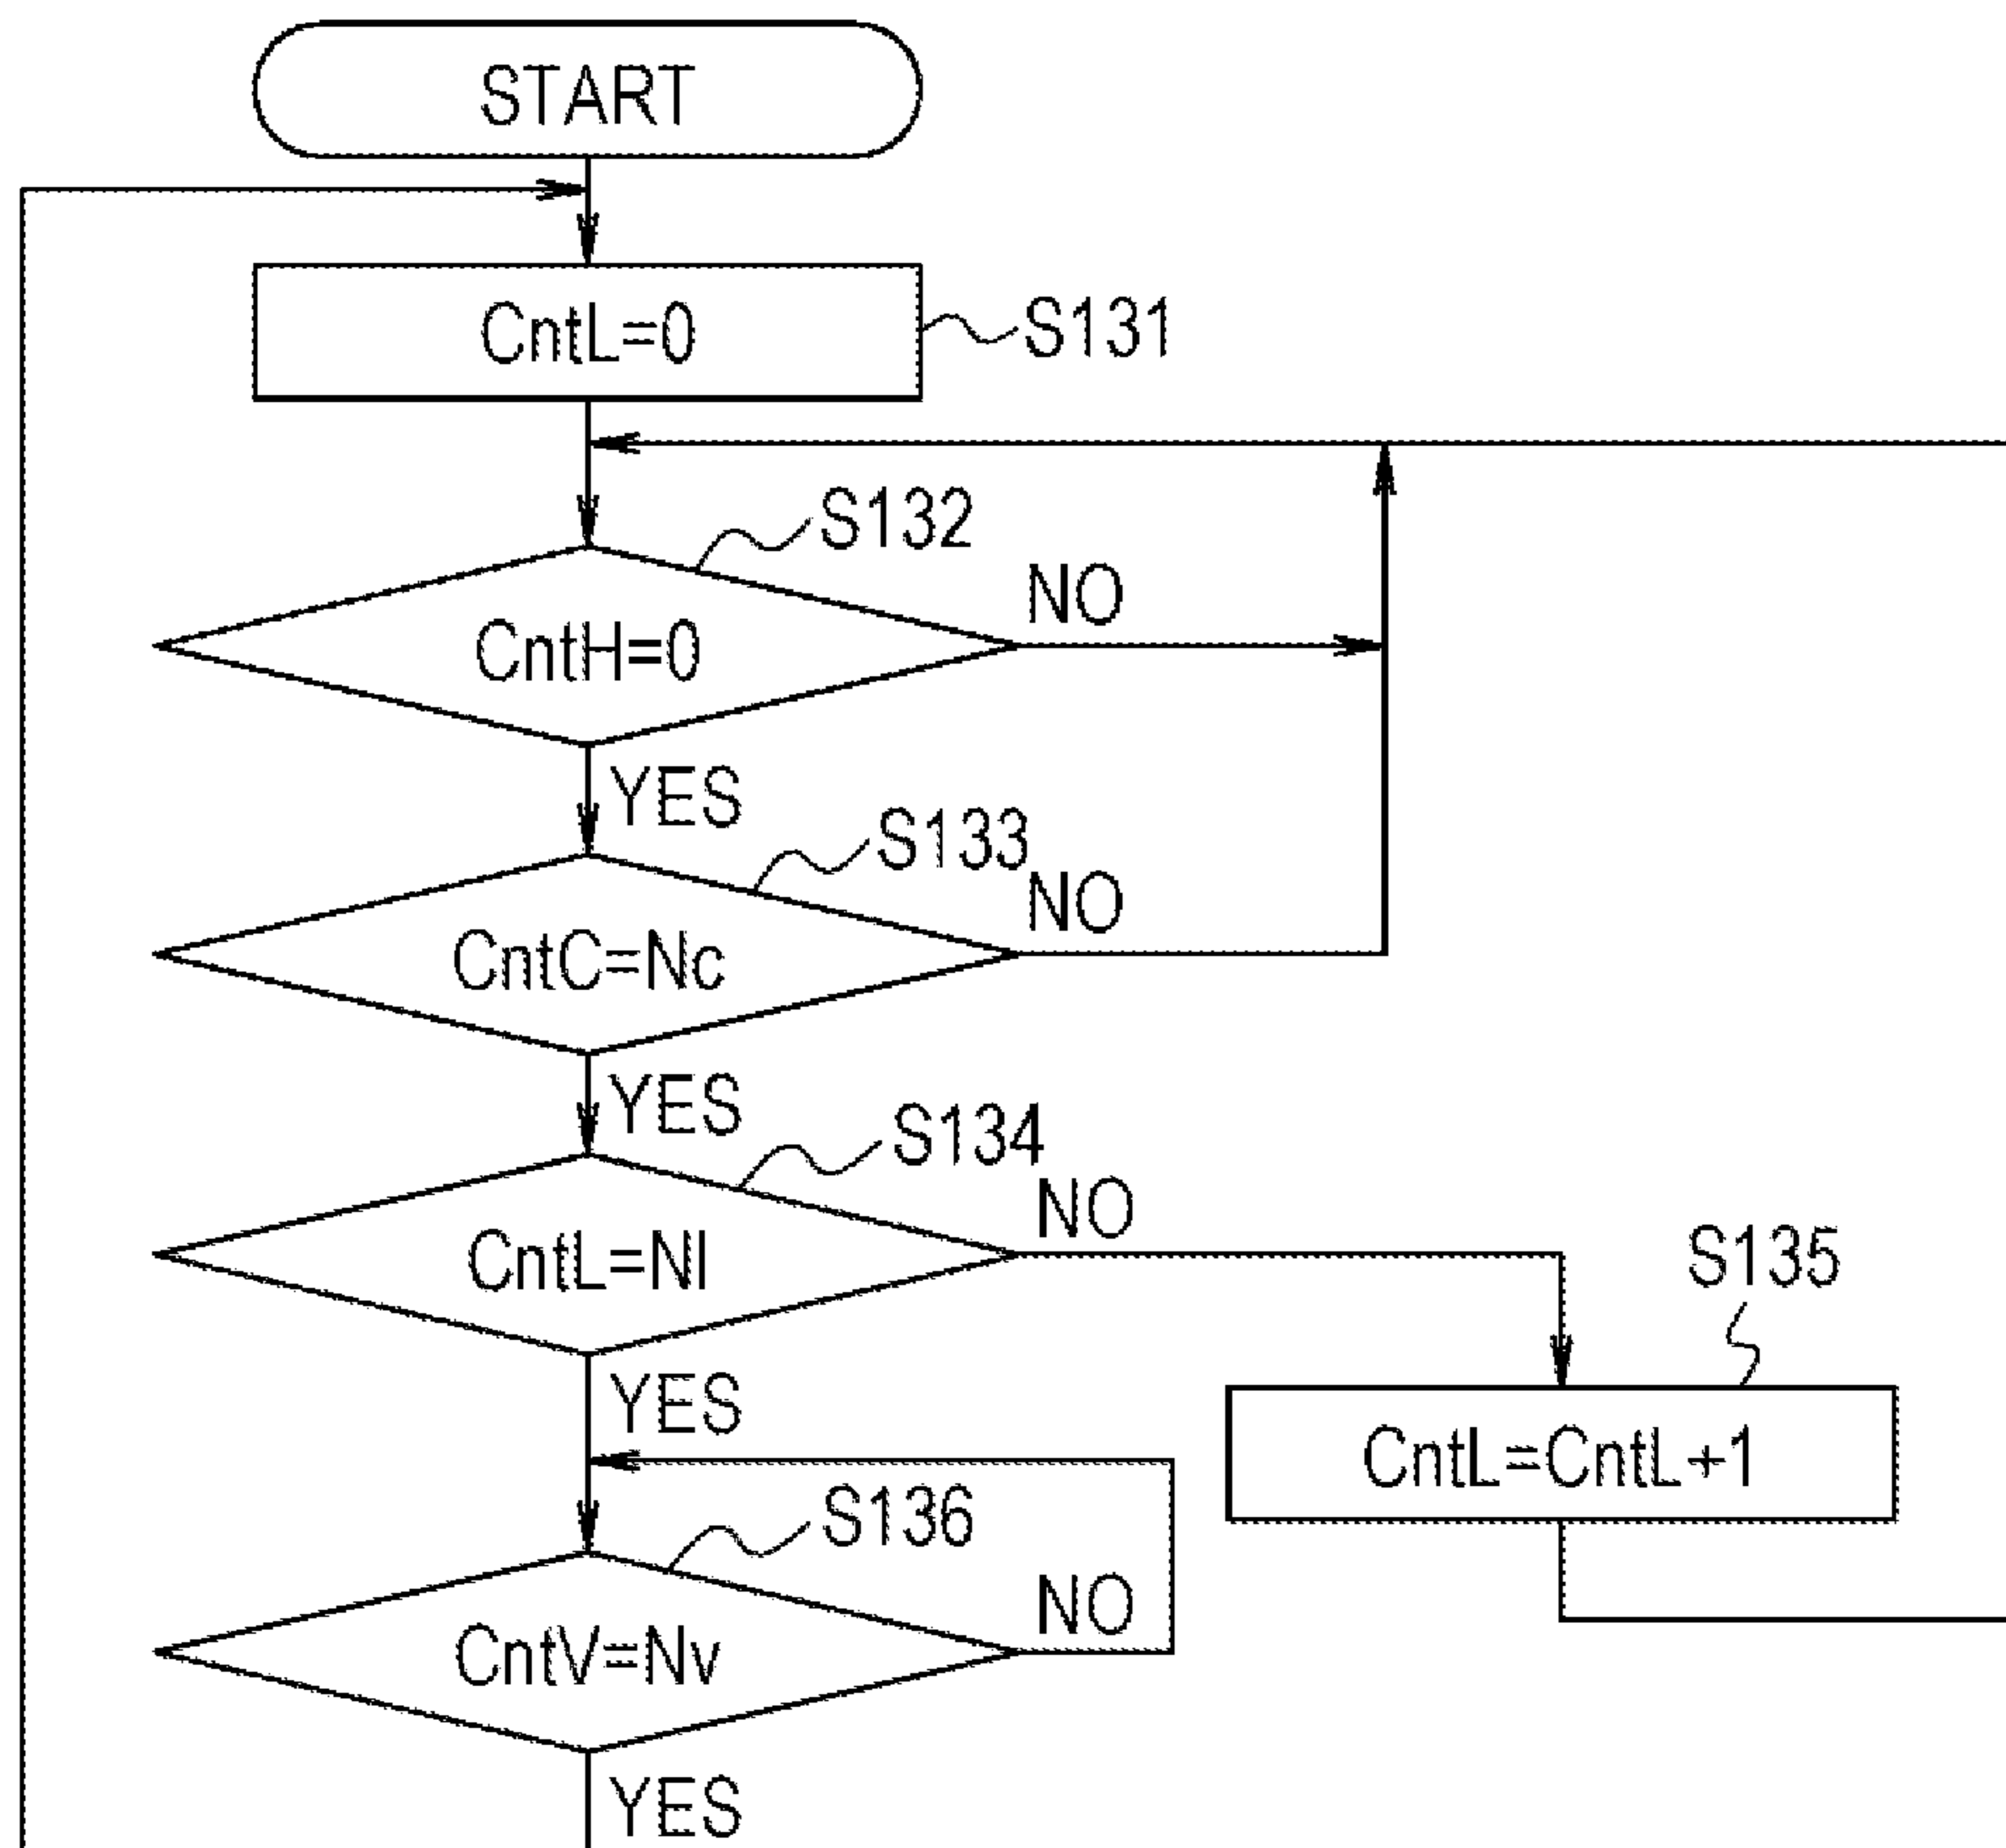 START
CntL=0
S131
S132
CntH=0
NO
YES
S133
CntC=Nc
NO
YES
S134
CntL=Nl
NO
YES
S135
CntL=CntL+1
S136
CntV=Nv
NO
YES